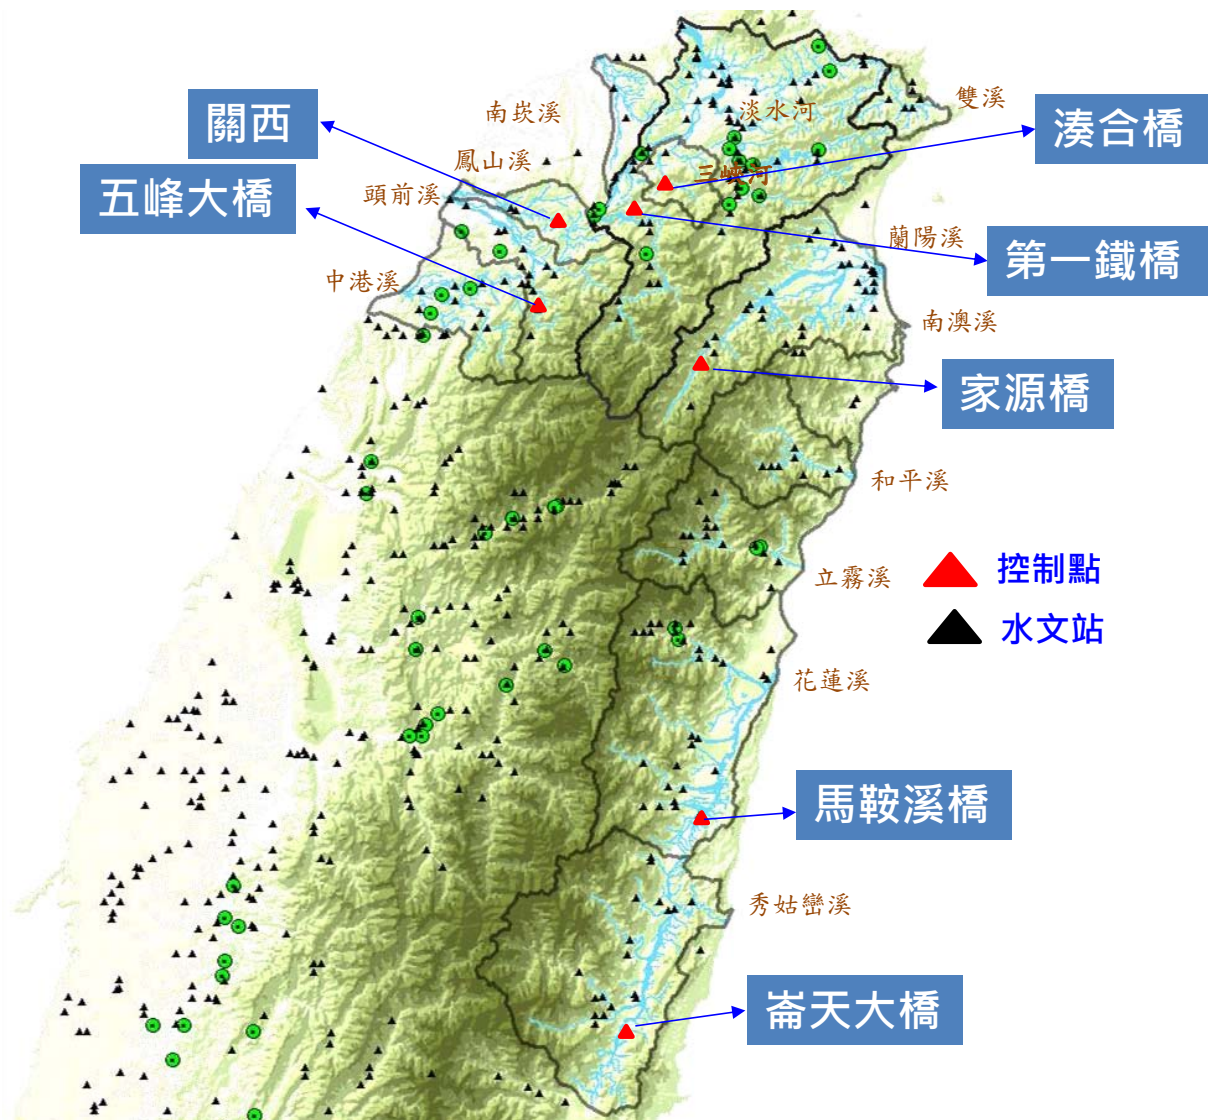 雙溪
淡水河
南崁溪
關西
湊合橋
鳳山溪
三峽河
頭前溪
五峰大橋
蘭陽溪
第一鐵橋
中港溪
南澳溪
家源橋
和平溪
控制點
立霧溪
水文站
花蓮溪
馬鞍溪橋
秀姑巒溪
崙天大橋